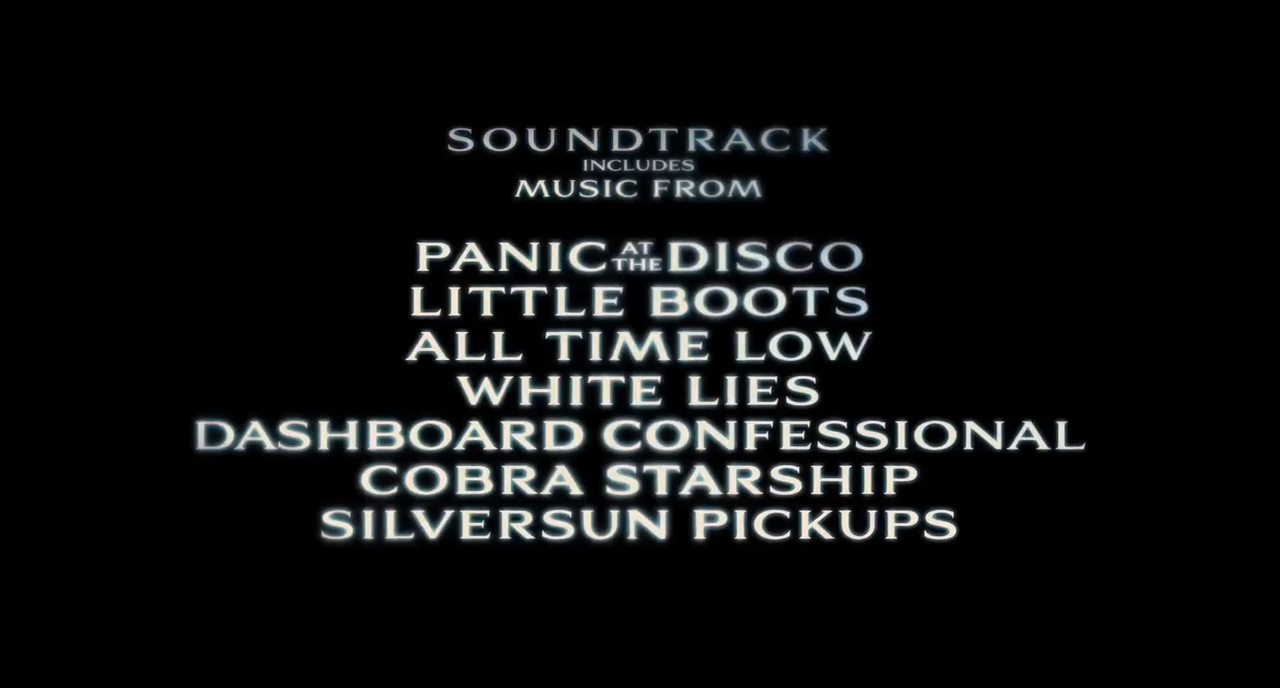 SOUNDTRACK
INCLUDES
MUSIC FROM
PANIC AT THE DISCO
LITTLE BOOTS
ALL TIME LOW
WHITE LIES
DASHBOARD CONFESSIONAL
COBRA STARSHIP
SILVERSUN PICKUPS